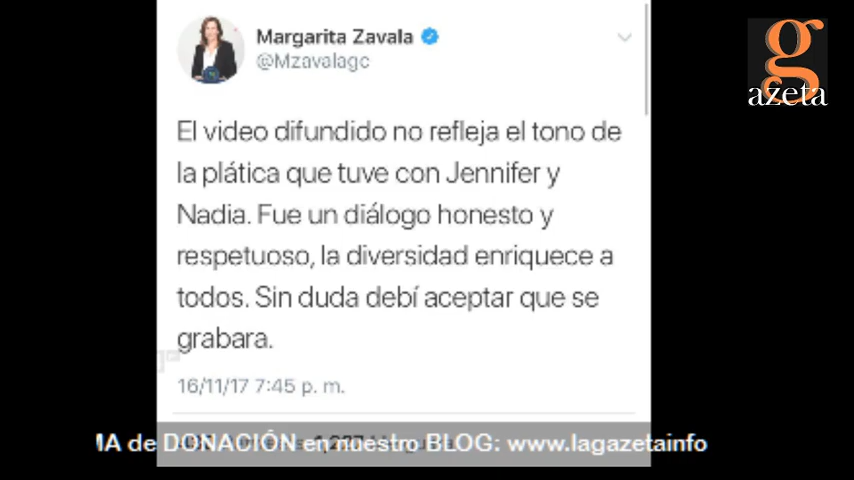 Margarita Zavala
@Mzavalagc
g
azeta
El video difundido no refleja el tono de
la plática que tuve con Jennifer y
Nadia. Fue un diálogo honesto y
respetuoso, la diversidad enriquece a
todos. Sin duda debí aceptar que se
grabara.
16/11/17 7:45 p. m.
MA de DONACIÓN en nuestro BLOG: www.lagazetainfo